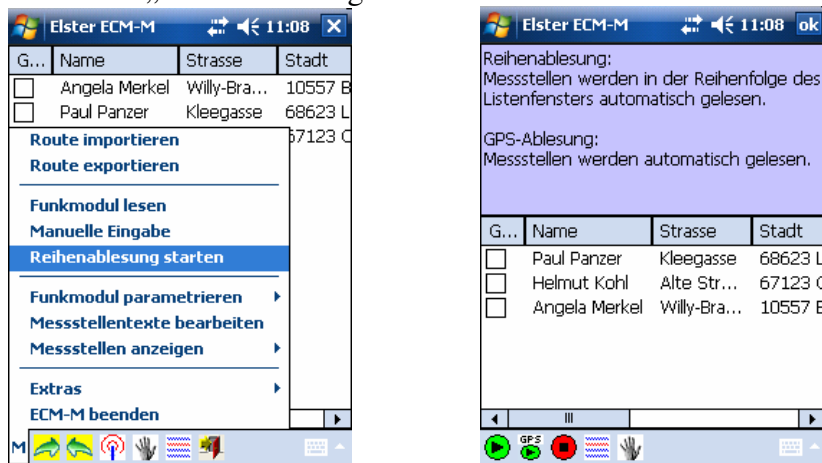 Elster ECM-M 11:08
G... Name Strasse Stadt
Angela Merkel Willy-Bra... 10557 B
Paul Panzer Kleegasse 68623 L
67123
Route importieren
Route exportieren
Funkmodul lesen
Manuelle Eingabe
Reihenablesung starten
Funkmodul parametrieren
Messstellentexte bearbeiten
Messstellen anzeigen
Extras
ECM-M beenden
M
Elster ECM-M 11:08 ok
Reihenablesung:
Messstellen werden in der Reihenfolge des
Listenfensters automatisch gelesen.
GPS-Ablesung:
Messstellen werden automatisch gelesen.
G... Name Strasse Stadt
Paul Panzer Kleegasse 68623 L
Helmut Kohl Alte Str... 67123
Angela Merkel Willy-Bra... 10557 B
GPS